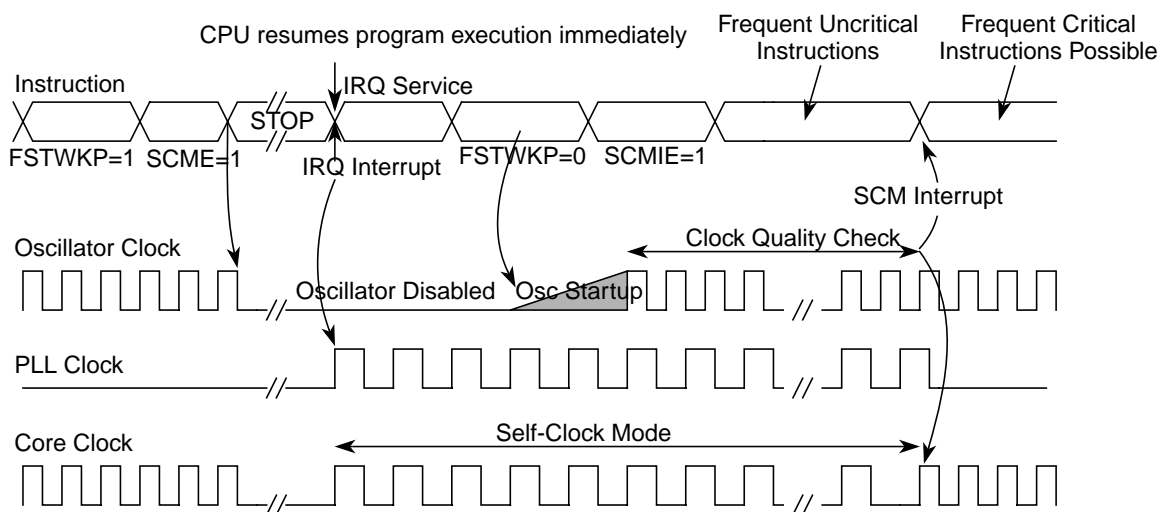 CPU resumes program execution immediately
Frequent Uncritical
Instructions
Frequent Critical
Instructions Possible
Instruction
IRQ Service
STOP
FSTWKP=1
SCME=1
IRQ Interrupt
FSTWKP=0
SCMIE=1
SCM Interrupt
Oscillator Clock
Clock Quality Check
Oscillator Disabled
Osc Startup
PLL Clock
Core Clock
Self-Clock Mode